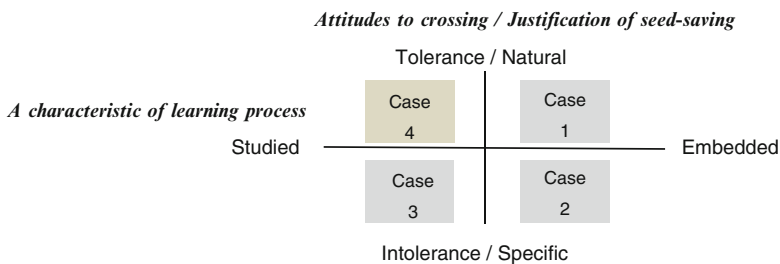 Attitudes to crossing / Justification of seed-saving
Tolerance / Natural
A characteristic of learning process
Case
4
Case
1
Studied
Embedded
Case
3
Case
2
Intolerance / Specific